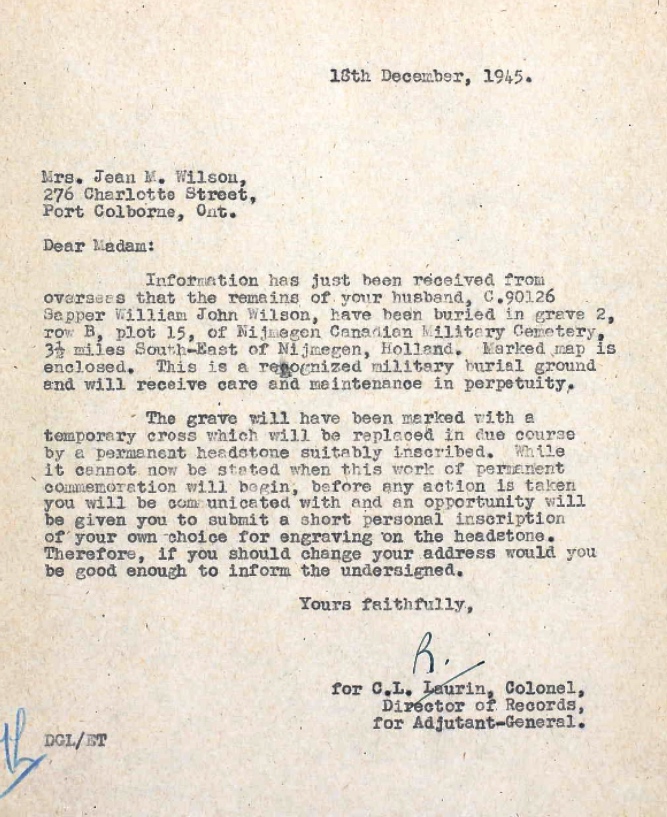 18th December, 1945.
Mrs. Jean M. Wilson,
276 Charlotte Street,
Port Colborne, Ont.
Dear Madam:
Information has just been received from
overseas that the remains of your husband, C.90126
Sapper William John Wilson, have been buried in grave 2,
row B, plot 15, of Nijmegen Canadian Military Cemetery,
3½ miles South-East of Nijmegen, Holland. Marked map is
enclosed. This is a recognized military burial ground
and will receive care and maintenance in perpetuity.
The grave will have been marked with a
temporary cross which will be replaced in due course
by a permanent headstone suitably inscribed. While
it cannot now be stated when this work of permanent
commemoration will begin, before any action is taken
you will be communicated with and an opportunity will
be given you to submit a short personal inscription
of your own choice for engraving on the headstone.
Therefore, if you should change your address would you
be good enough to inform the undersigned.
Yours faithfully,
R.
for C.L. Laurin, Colonel,
Director of Records,
for Adjutant-General.
DGL/ET